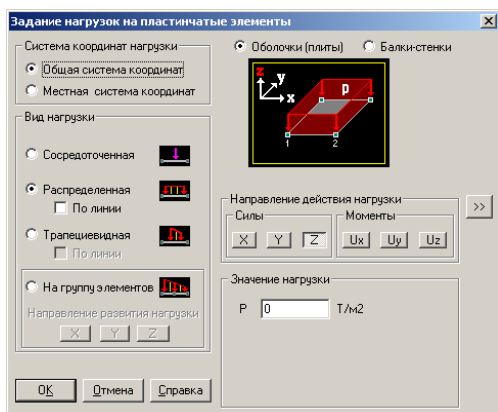 Задание нагрузок на пластинчатые элементы
Система координат нагрузки
Общая система координат
Местная система координат
Вид нагрузки
Сосредоточенная
Распределенная
По линии
Трапециевидная
По линии
На группу элементов
Направление развития нагрузки
X Y Z
OK Отмена Справка
Оболочки (плиты) Балки-стенки
z y x p 1 2
Направление действия нагрузки
Силы Моменты
X Y Z Ux Uy Uz
>>
Значение нагрузки
P 0 Т/м2